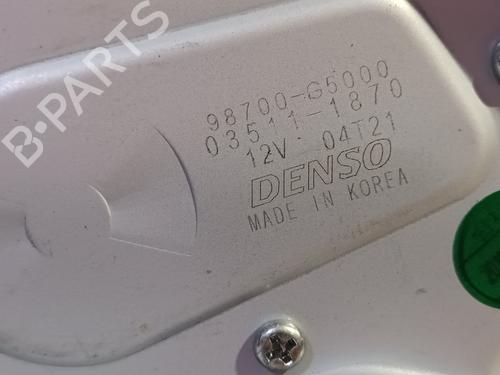 98700-G5000
03511-1870
12V 04T21
DENSO
MADE IN KOREA
B-PARTS